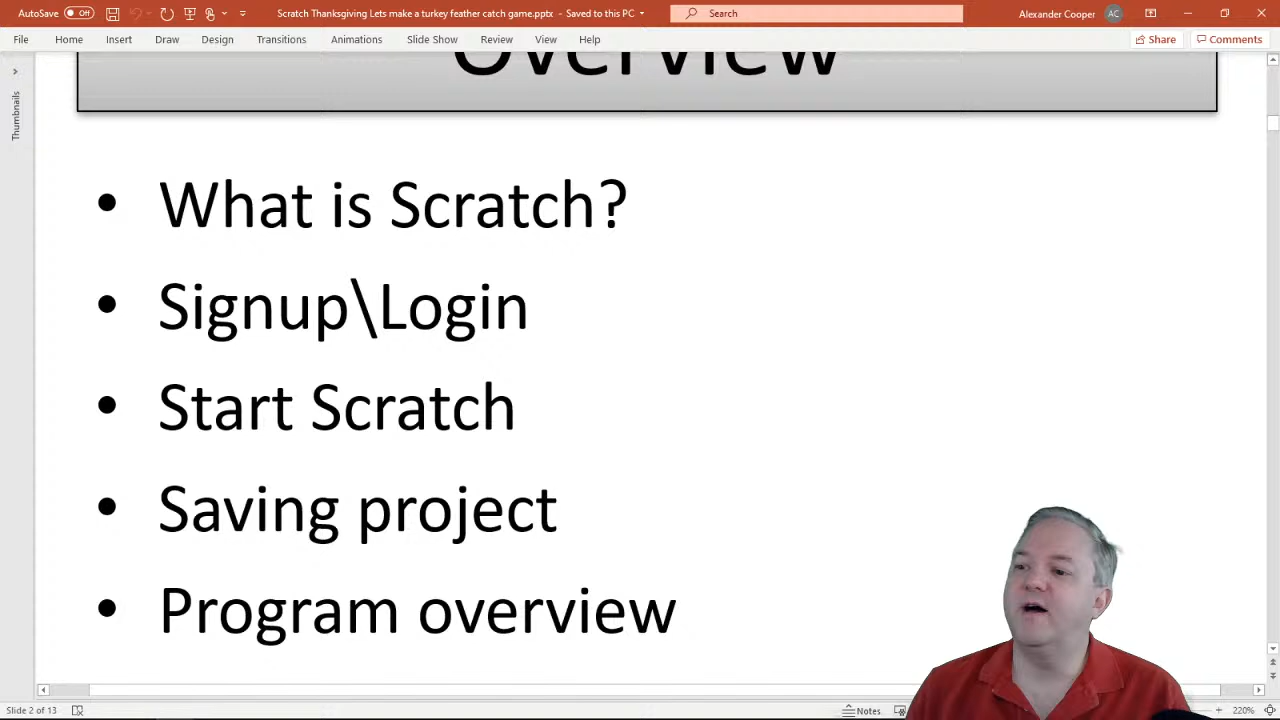 AutoSave Off
Scratch Thanksgiving Lets make a turkey feather catch game.pptx - Saved to this PC
Search
Alexander Cooper AC
File Home Insert Draw Design Transitions Animations Slide Show Review View Help
Share Comments
Thumbnails
Overview
• What is Scratch?
• Signup\Login
• Start Scratch
• Saving project
• Program overview
Slide 2 of 13
Notes
220%